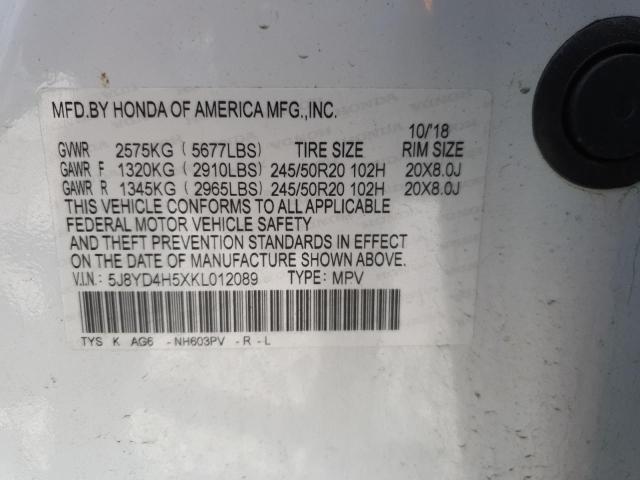 MFD.BY HONDA OF AMERICA MFG.,INC.
10/'18
GVWR 2575KG ( 5677LBS) TIRE SIZE RIM SIZE
GAWR F 1320KG ( 2910LBS) 245/50R20 102H 20X8.0J
GAWR R 1345KG ( 2965LBS) 245/50R20 102H 20X8.0J
THIS VEHICLE CONFORMS TO ALL APPLICABLE
FEDERAL MOTOR VEHICLE SAFETY
AND THEFT PREVENTION STANDARDS IN EFFECT
ON THE DATE OF MANUFACTURE SHOWN ABOVE.
V.I.N.: 5J8YD4H5XKL012089 TYPE: MPV
TYS K AG6 -NH603PV -R -L